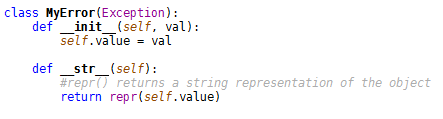 class MyError(Exception):
    def __init__(self, val):
        self.value = val

    def __str__(self):
        #repr() returns a string representation of the object
        return repr(self.value)